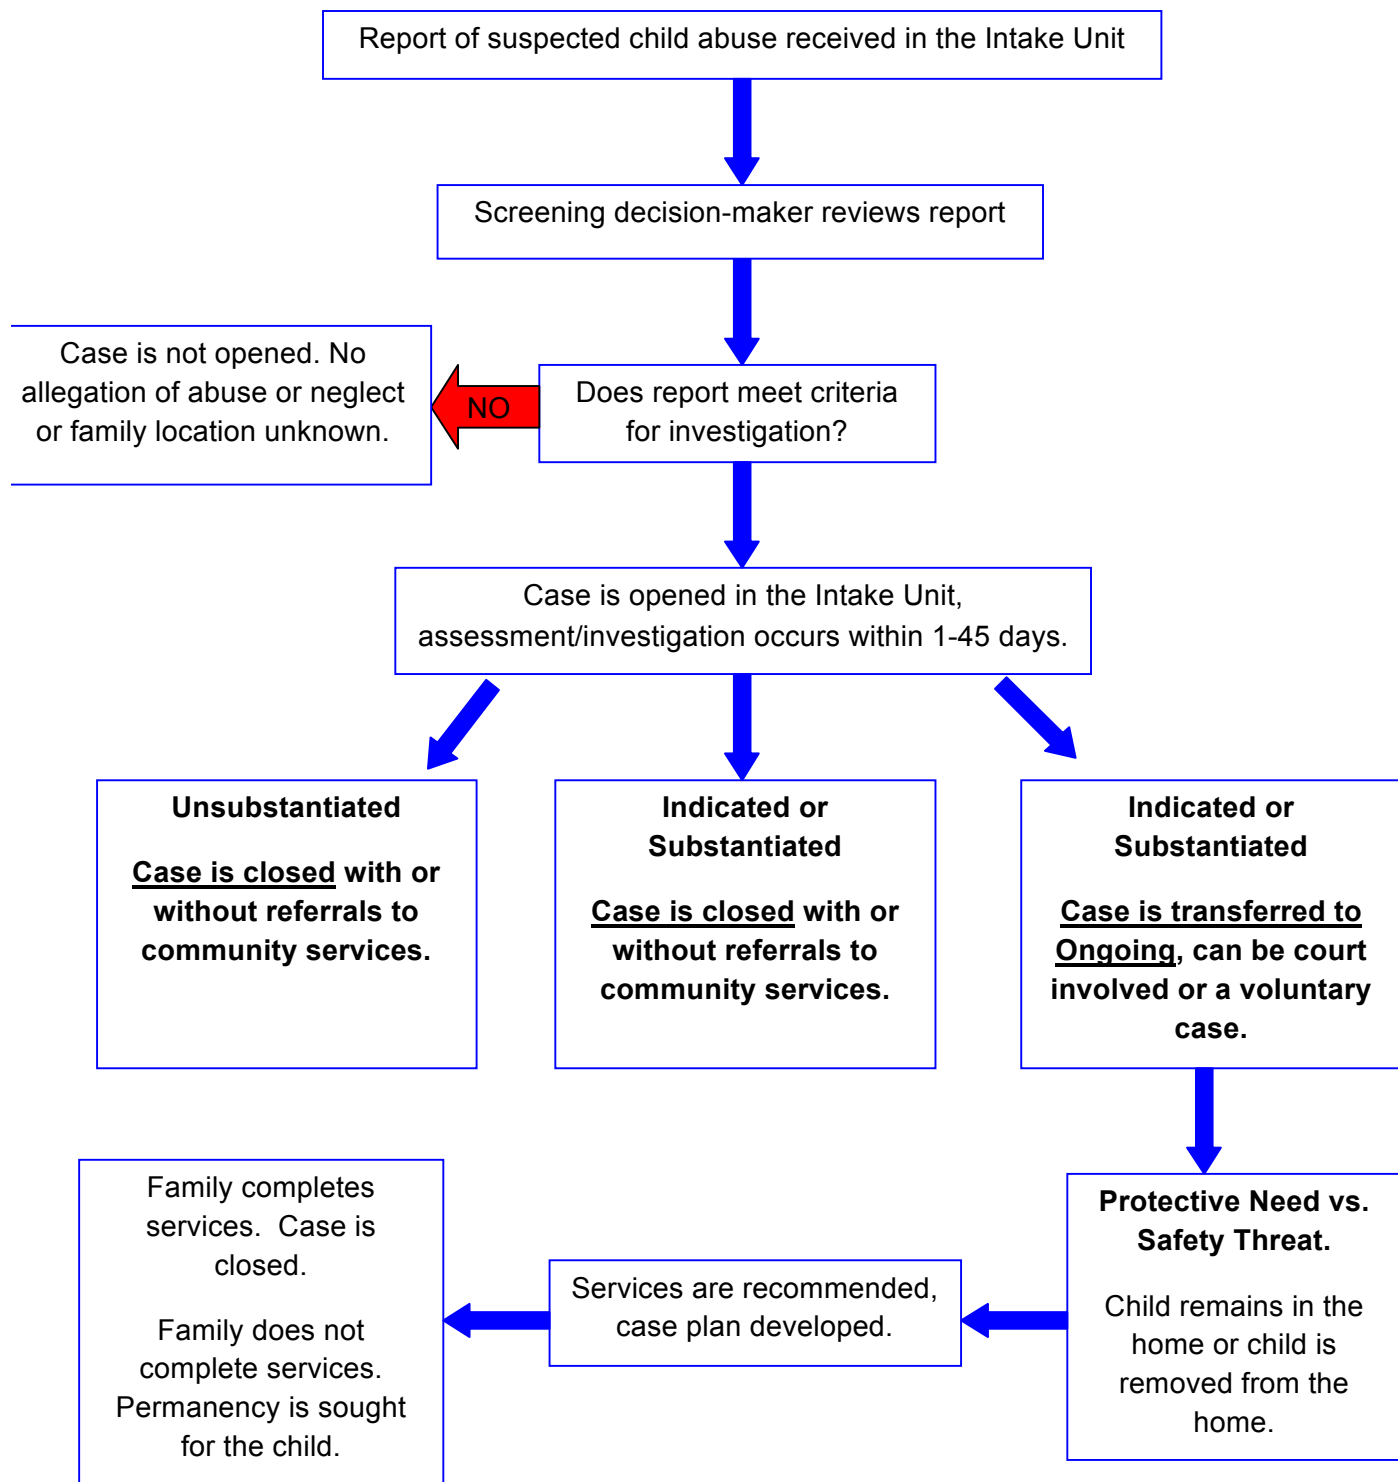 Report of suspected child abuse received in the Intake Unit
Screening decision-maker reviews report
Case is not opened. No
allegation of abuse or neglect
or family location unknown.
NO
Does report meet criteria
for investigation?
Case is opened in the Intake Unit,
assessment/investigation occurs within 1-45 days.
Unsubstantiated
Case is closed with or
without referrals to
community services.
Indicated or
Substantiated
Case is closed with or
without referrals to
community services.
Indicated or
Substantiated
Case is transferred to
Ongoing, can be court
involved or a voluntary
case.
Protective Need vs.
Safety Threat.
Child remains in the
home or child is
removed from the
home.
Services are recommended,
case plan developed.
Family completes
services.  Case is
closed.
Family does not
complete services.
Permanency is sought
for the child.